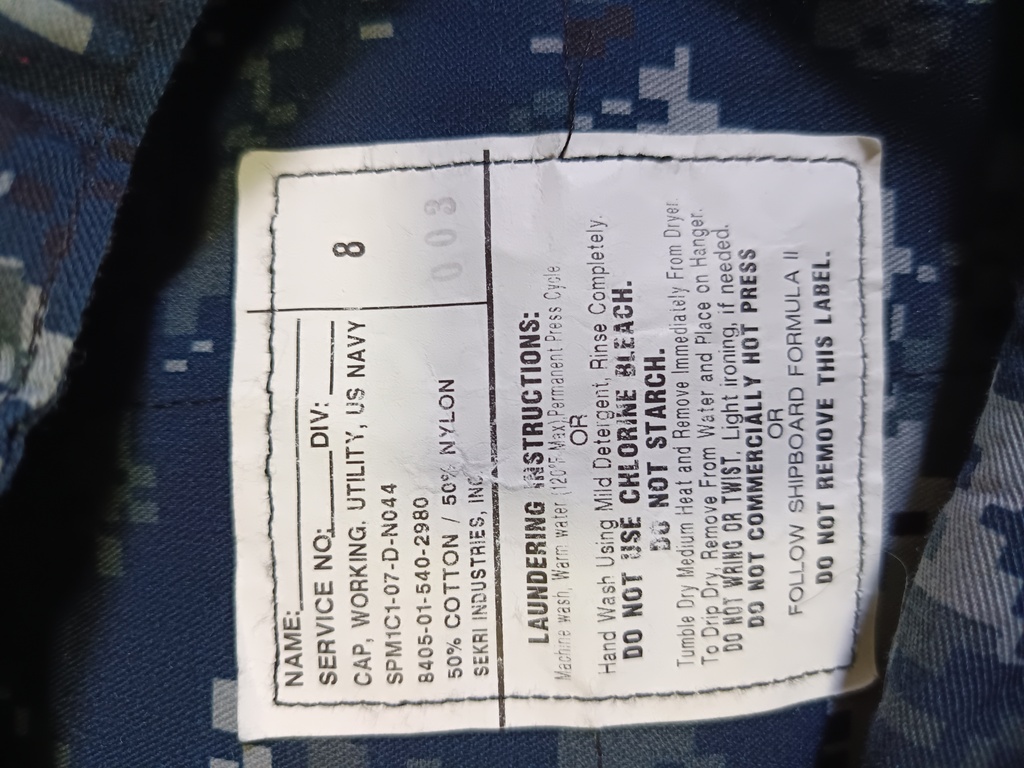 NAME:
SERVICE NO: DIV:
CAP, WORKING, UTILITY, US NAVY
8
SPM1C1-07-D-N044
8405-01-540-2980
50% COTTON / 50% NYLON
SEKRI INDUSTRIES, INC.
003
LAUNDERING INSTRUCTIONS:
Machine wash, Warm water (120°F Max) Permanent Press Cycle
OR
Hand Wash Using Mild Detergent, Rinse Completely.
DO NOT USE CHLORINE BLEACH.
DO NOT STARCH.
Tumble Dry Medium Heat and Remove Immediately From Dryer.
To Drip Dry, Remove From Water and Place on Hanger.
DO NOT WRING OR TWIST. Light ironing, if needed.
DO NOT COMMERCIALLY HOT PRESS
OR
FOLLOW SHIPBOARD FORMULA II
DO NOT REMOVE THIS LABEL.